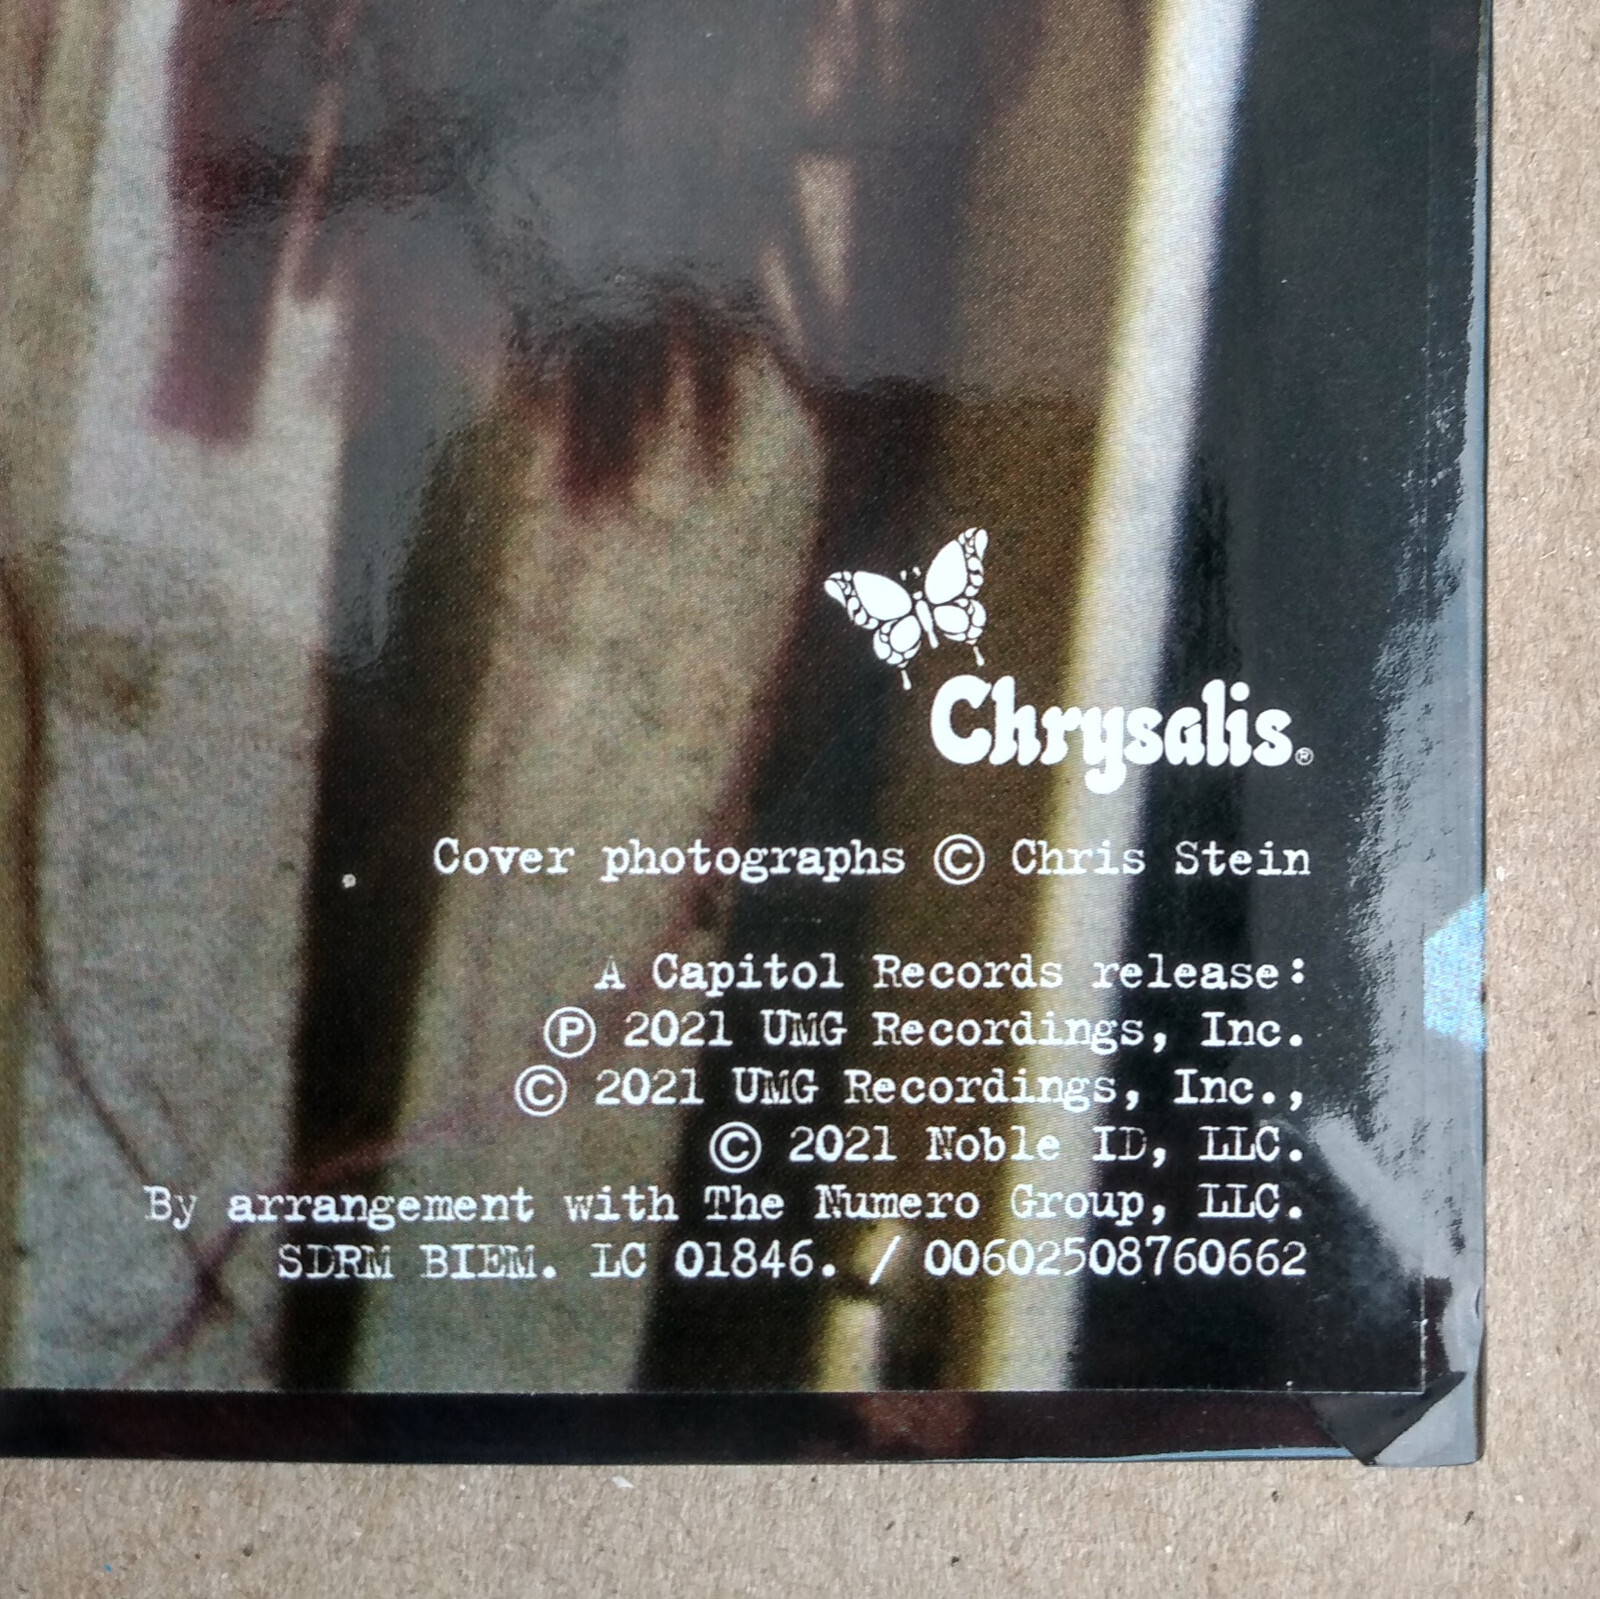 Chrysalis®
Cover photographs © Chris Stein
A Capitol Records release:
℗ 2021 UMG Recordings, Inc.
© 2021 UMG Recordings, Inc.,
© 2021 Noble ID, LLC.
By arrangement with The Numero Group, LLC.
SDRM BIEM. LC 01846. / 00602508760662